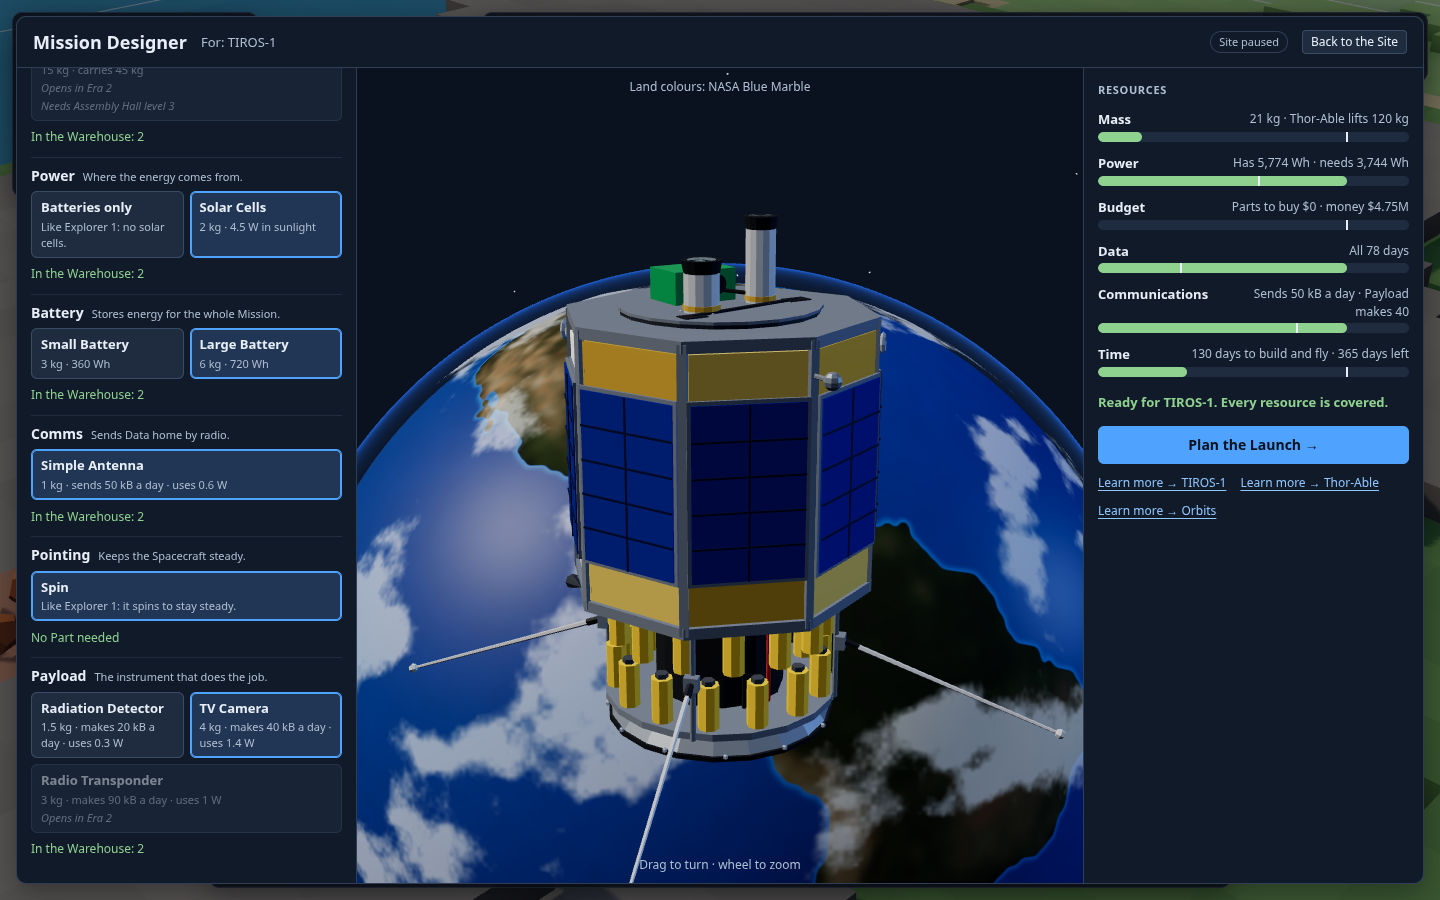 Mission Designer
For: TIROS-1
Site paused
Back to the Site
15 kg · carries 45 kg
Opens in Era 2
Needs Assembly Hall level 3
In the Warehouse: 2
Power Where the energy comes from.
Batteries only
Like Explorer 1: no solar
cells.
Solar Cells
2 kg · 4.5 W in sunlight
In the Warehouse: 2
Battery Stores energy for the whole Mission.
Small Battery
3 kg · 360 Wh
Large Battery
6 kg · 720 Wh
In the Warehouse: 2
Comms Sends Data home by radio.
Simple Antenna
1 kg · sends 50 kB a day · uses 0.6 W
In the Warehouse: 2
Pointing Keeps the Spacecraft steady.
Spin
Like Explorer 1: it spins to stay steady.
No Part needed
Payload The instrument that does the job.
Radiation Detector
1.5 kg · makes 20 kB a
day · uses 0.3 W
TV Camera
4 kg · makes 40 kB a day ·
uses 1.4 W
Radio Transponder
3 kg · makes 90 kB a day · uses 1 W
Opens in Era 2
In the Warehouse: 2
Land colours: NASA Blue Marble
Drag to turn · wheel to zoom
RESOURCES
Mass 21 kg · Thor-Able lifts 120 kg
Power Has 5,774 Wh · needs 3,744 Wh
Budget Parts to buy $0 · money $4.75M
Data All 78 days
Communications Sends 50 kB a day · Payload
makes 40
Time 130 days to build and fly · 365 days left
Ready for TIROS-1. Every resource is covered.
Plan the Launch →
Learn more → TIROS-1 Learn more → Thor-Able
Learn more → Orbits